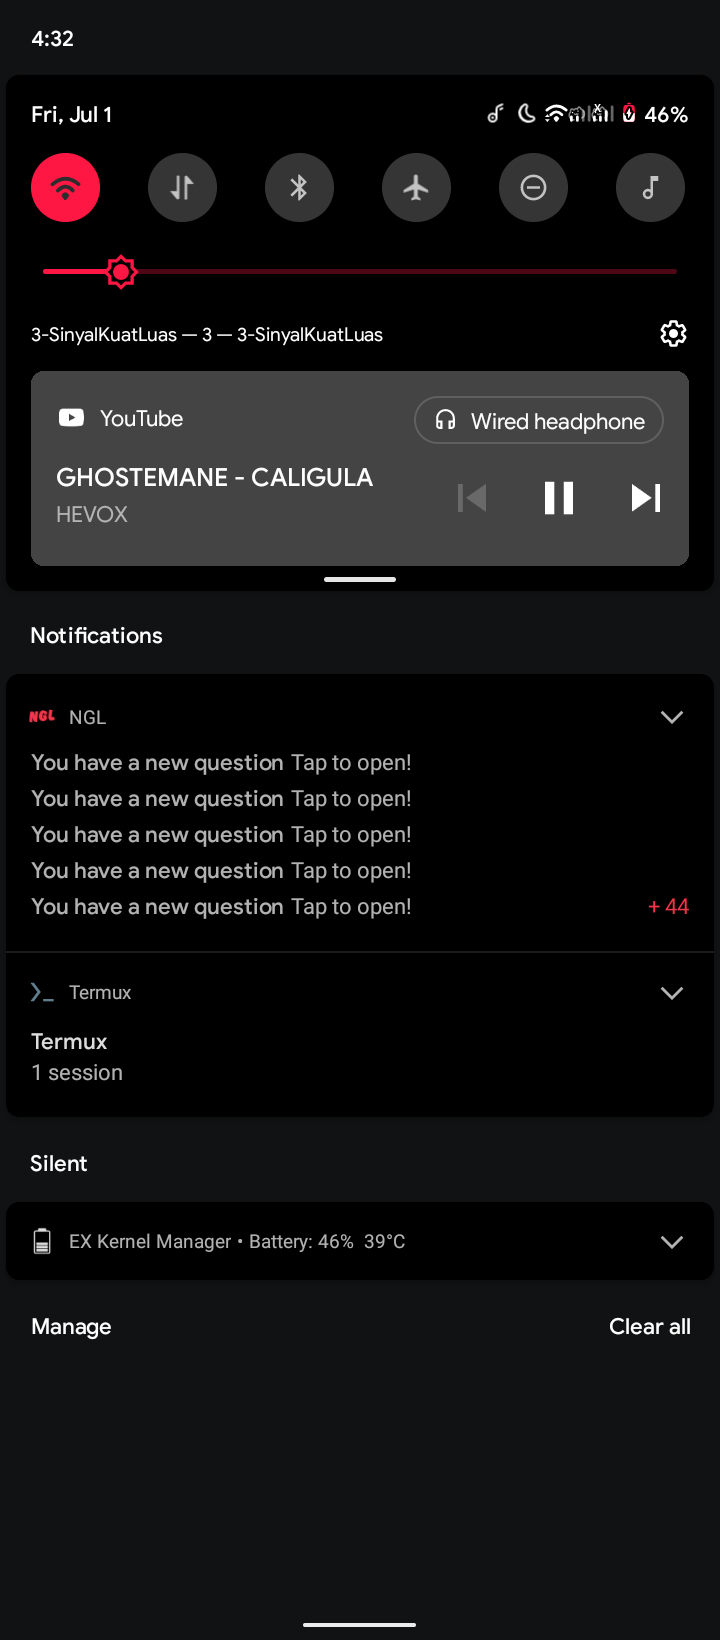 4:32
Fri, Jul 1
46%
3-SinyalKuatLuas — 3 — 3-SinyalKuatLuas
YouTube
Wired headphone
GHOSTEMANE - CALIGULA
HEVOX
Notifications
NGL NGL
You have a new question Tap to open!
You have a new question Tap to open!
You have a new question Tap to open!
You have a new question Tap to open!
You have a new question Tap to open! + 44
Termux
Termux
1 session
Silent
EX Kernel Manager • Battery: 46% 39°C
Manage Clear all